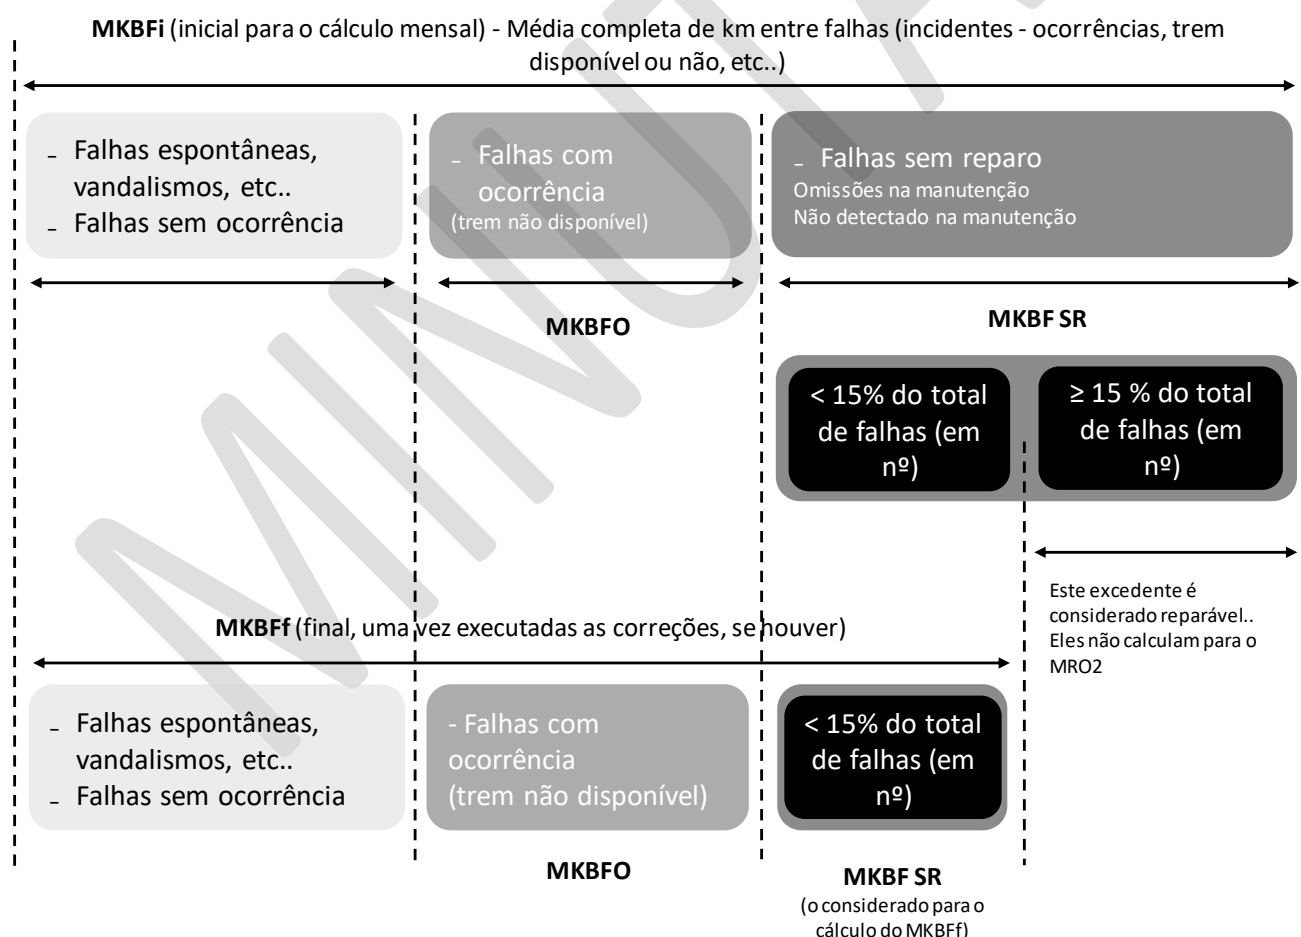 MKBFi (inicial para o cálculo mensal) - Média completa de km entre falhas (incidentes - ocorrências, trem
disponível ou não, etc..)
- Falhas espontâneas,
vandalismos, etc..
- Falhas sem ocorrência
- Falhas com
ocorrência
(trem não disponível)
- Falhas sem reparo
Omissões na manutenção
Não detectado na manutenção
MKBFO
MKBF SR
< 15% do total
de falhas (em
nº)
≥ 15 % do total
de falhas (em
nº)
Este excedente é
considerado reparável..
Eles não calculam para o
MRO2
MKBFf (final, uma vez executadas as correções, se houver)
- Falhas espontâneas,
vandalismos, etc..
- Falhas sem ocorrência
- Falhas com
ocorrência
(trem não disponível)
< 15% do total
de falhas (em
nº)
MKBFO
MKBF SR
(o considerado para o
cálculo do MKBFf)
MINUTA